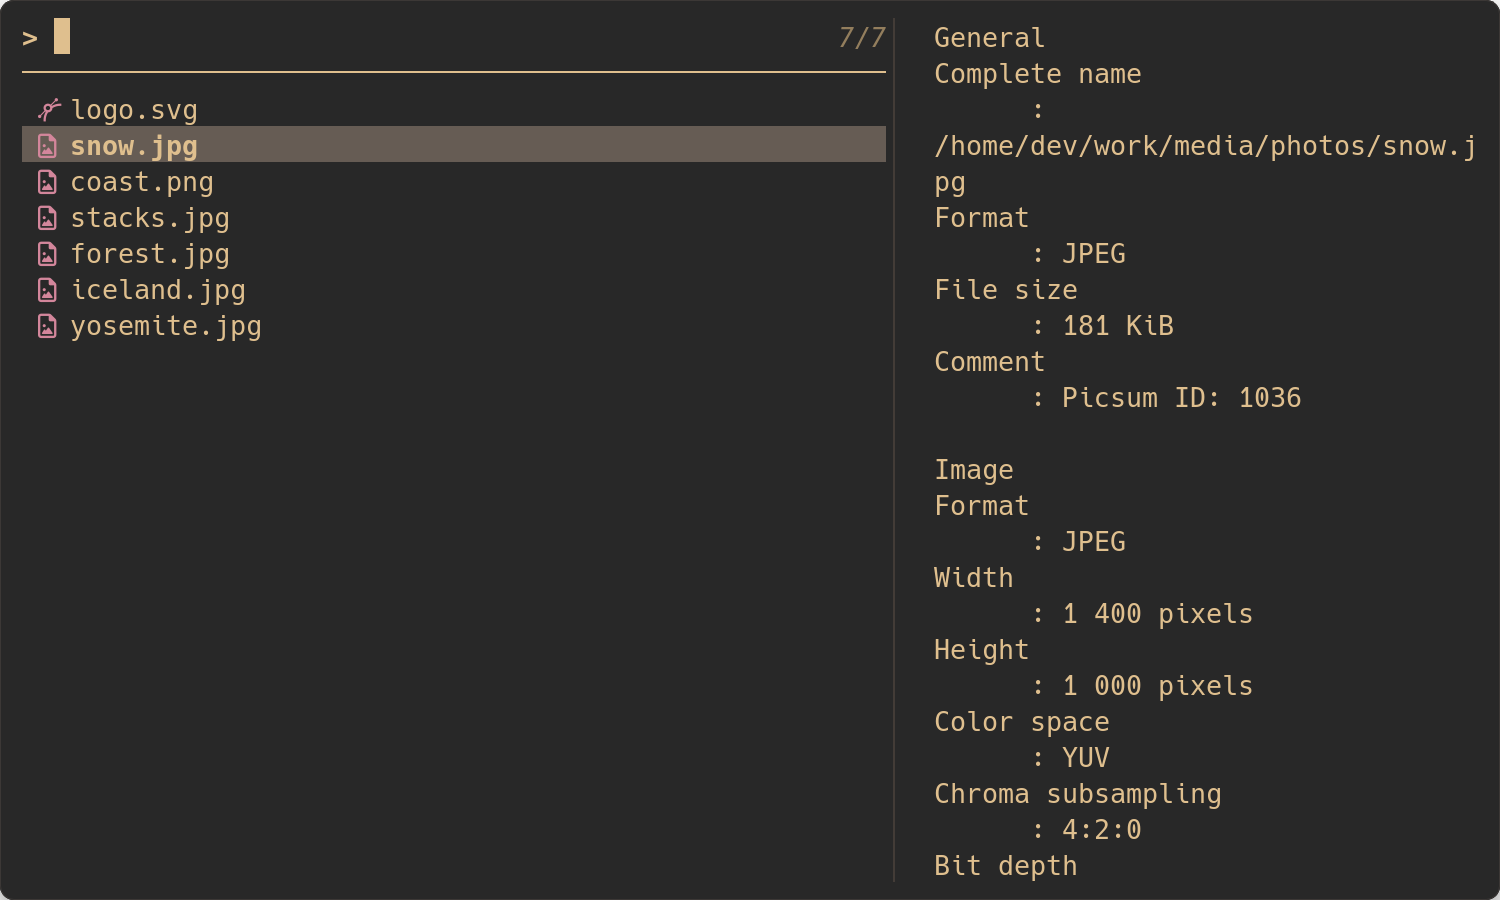 > 7/7
logo.svg
snow.jpg
coast.png
stacks.jpg
forest.jpg
iceland.jpg
yosemite.jpg
General
Complete name
:
/home/dev/work/media/photos/snow.j
pg
Format
: JPEG
File size
: 181 KiB
Comment
: Picsum ID: 1036
Image
Format
: JPEG
Width
: 1 400 pixels
Height
: 1 000 pixels
Color space
: YUV
Chroma subsampling
: 4:2:0
Bit depth